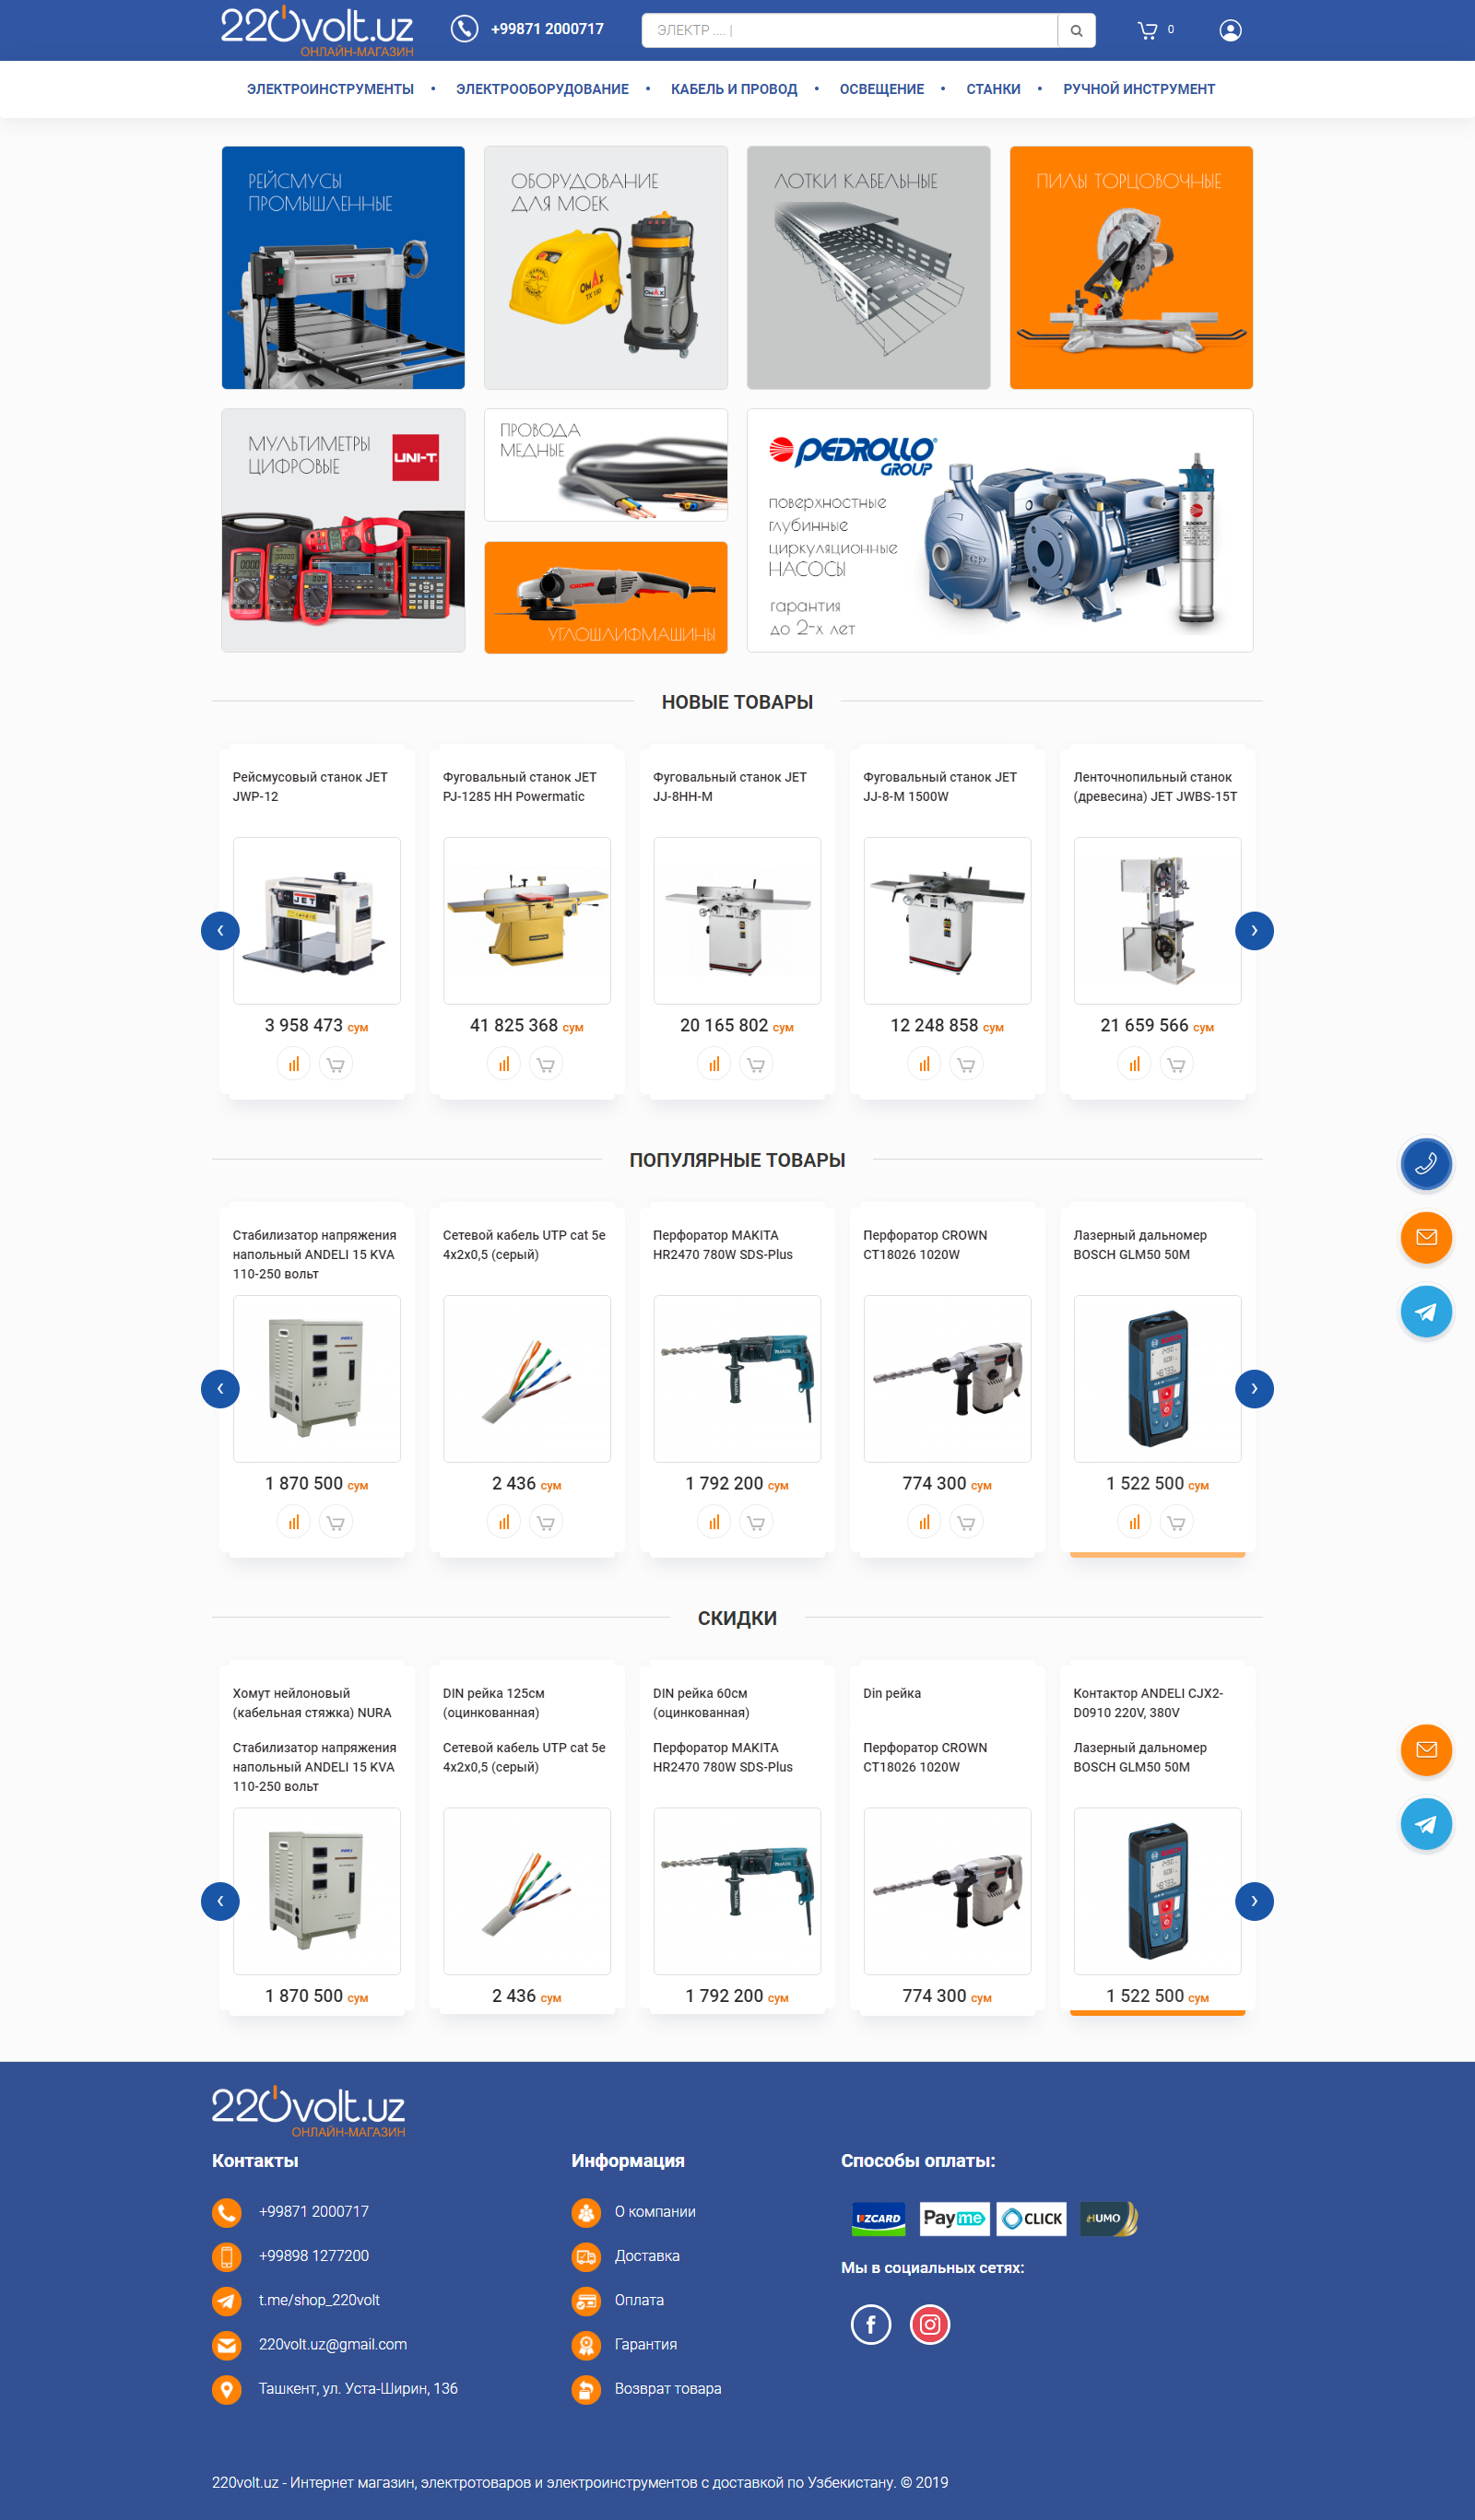 220volt.uz
ОНЛАЙН-МАГАЗИН
+99871 2000717
ЭЛЕКТР .... |
0
ЭЛЕКТРОИНСТРУМЕНТЫ • ЭЛЕКТРООБОРУДОВАНИЕ • КАБЕЛЬ И ПРОВОД • ОСВЕЩЕНИЕ • СТАНКИ • РУЧНОЙ ИНСТРУМЕНТ
РЕЙСМУСЫ
ПРОМЫШЛЕННЫЕ
JET
ОБОРУДОВАНИЕ
ДЛЯ МОЕК
OMAX
OMAX
ЛОТКИ КАБЕЛЬНЫЕ
ПИЛЫ ТОРЦОВОЧНЫЕ
МУЛЬТИМЕТРЫ
ЦИФРОВЫЕ
UNI-T
ПРОВОДА
МЕДНЫЕ
CROWN
УГЛОШЛИФМАШИНЫ
PEDROLLO
GROUP
поверхностные
глубинные
циркуляционные
НАСОСЫ
гарантия
до 2-х лет
НОВЫЕ ТОВАРЫ
Рейсмусовый станок JET
JWP-12
JET
3 958 473 сум
Фуговальный станок JET
PJ-1285 HH Powermatic
41 825 368 сум
Фуговальный станок JET
JJ-8HH-M
20 165 802 сум
Фуговальный станок JET
JJ-8-M 1500W
12 248 858 сум
Ленточнопильный станок
(древесина) JET JWBS-15T
21 659 566 сум
ПОПУЛЯРНЫЕ ТОВАРЫ
Стабилизатор напряжения
напольный ANDELI 15 KVA
110-250 вольт
1 870 500 сум
Сетевой кабель UTP cat 5e
4x2x0,5 (серый)
2 436 сум
Перфоратор MAKITA
HR2470 780W SDS-Plus
1 792 200 сум
Перфоратор CROWN
CT18026 1020W
774 300 сум
Лазерный дальномер
BOSCH GLM50 50M
1 522 500 сум
СКИДКИ
Хомут нейлоновый
(кабельная стяжка) NURA
DIN рейка 125см
(оцинкованная)
DIN рейка 60см
(оцинкованная)
Din рейка
Контактор ANDELI CJX2-
D0910 220V, 380V
Стабилизатор напряжения
напольный ANDELI 15 KVA
110-250 вольт
1 870 500 сум
Сетевой кабель UTP cat 5e
4x2x0,5 (серый)
2 436 сум
Перфоратор MAKITA
HR2470 780W SDS-Plus
1 792 200 сум
Перфоратор CROWN
CT18026 1020W
774 300 сум
Лазерный дальномер
BOSCH GLM50 50M
1 522 500 сум
220volt.uz
ОНЛАЙН-МАГАЗИН
Контакты
+99871 2000717
+99898 1277200
t.me/shop_220volt
220volt.uz@gmail.com
Ташкент, ул. Уста-Ширин, 136
Информация
О компании
Доставка
Оплата
Гарантия
Возврат товара
Способы оплаты:
UZCARD
Payme
CLICK
HUMO
Мы в социальных сетях:
220volt.uz - Интернет магазин, электротоваров и электроинструментов с доставкой по Узбекистану. © 2019